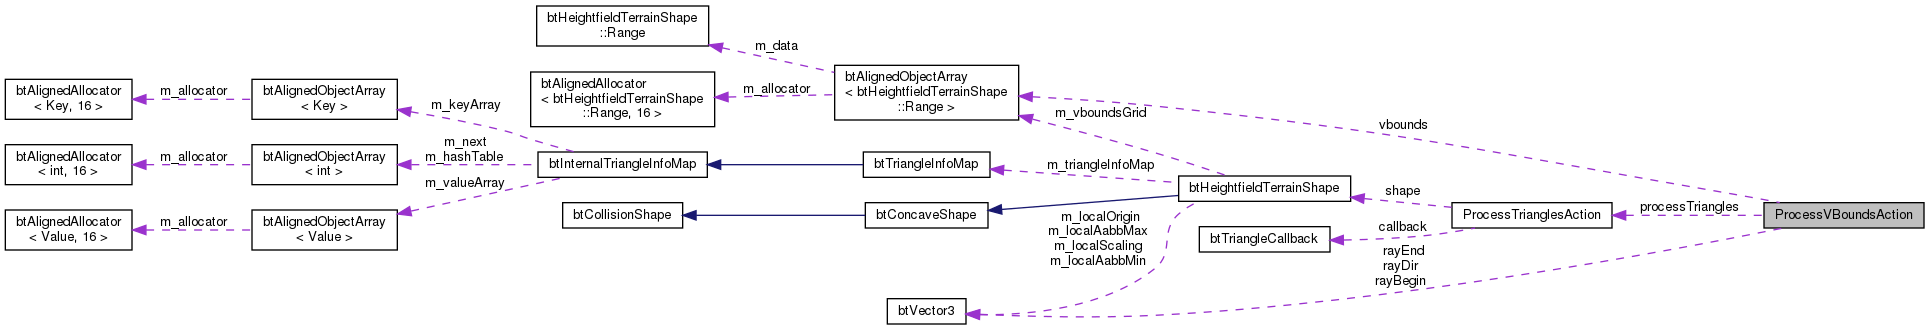 btHeightfieldTerrainShape
::Range
m_data
btAlignedAllocator
< Key, 16 >
m_allocator
btAlignedObjectArray
< Key >
m_keyArray
btAlignedAllocator
< btHeightfieldTerrainShape
::Range, 16 >
m_allocator
btAlignedObjectArray
< btHeightfieldTerrainShape
::Range >
m_vboundsGrid
vbounds
btAlignedAllocator
< int, 16 >
m_allocator
btAlignedObjectArray
< int >
m_next
m_hashTable
btInternalTriangleInfoMap
btTriangleInfoMap
m_triangleInfoMap
btHeightfieldTerrainShape
shape
btAlignedAllocator
< Value, 16 >
m_allocator
btAlignedObjectArray
< Value >
m_valueArray
btCollisionShape
btConcaveShape
m_localOrigin
m_localAabbMax
m_localScaling
m_localAabbMin
ProcessTrianglesAction
processTriangles
ProcessVBoundsAction
btTriangleCallback
callback
rayEnd
rayDir
rayBegin
btVector3